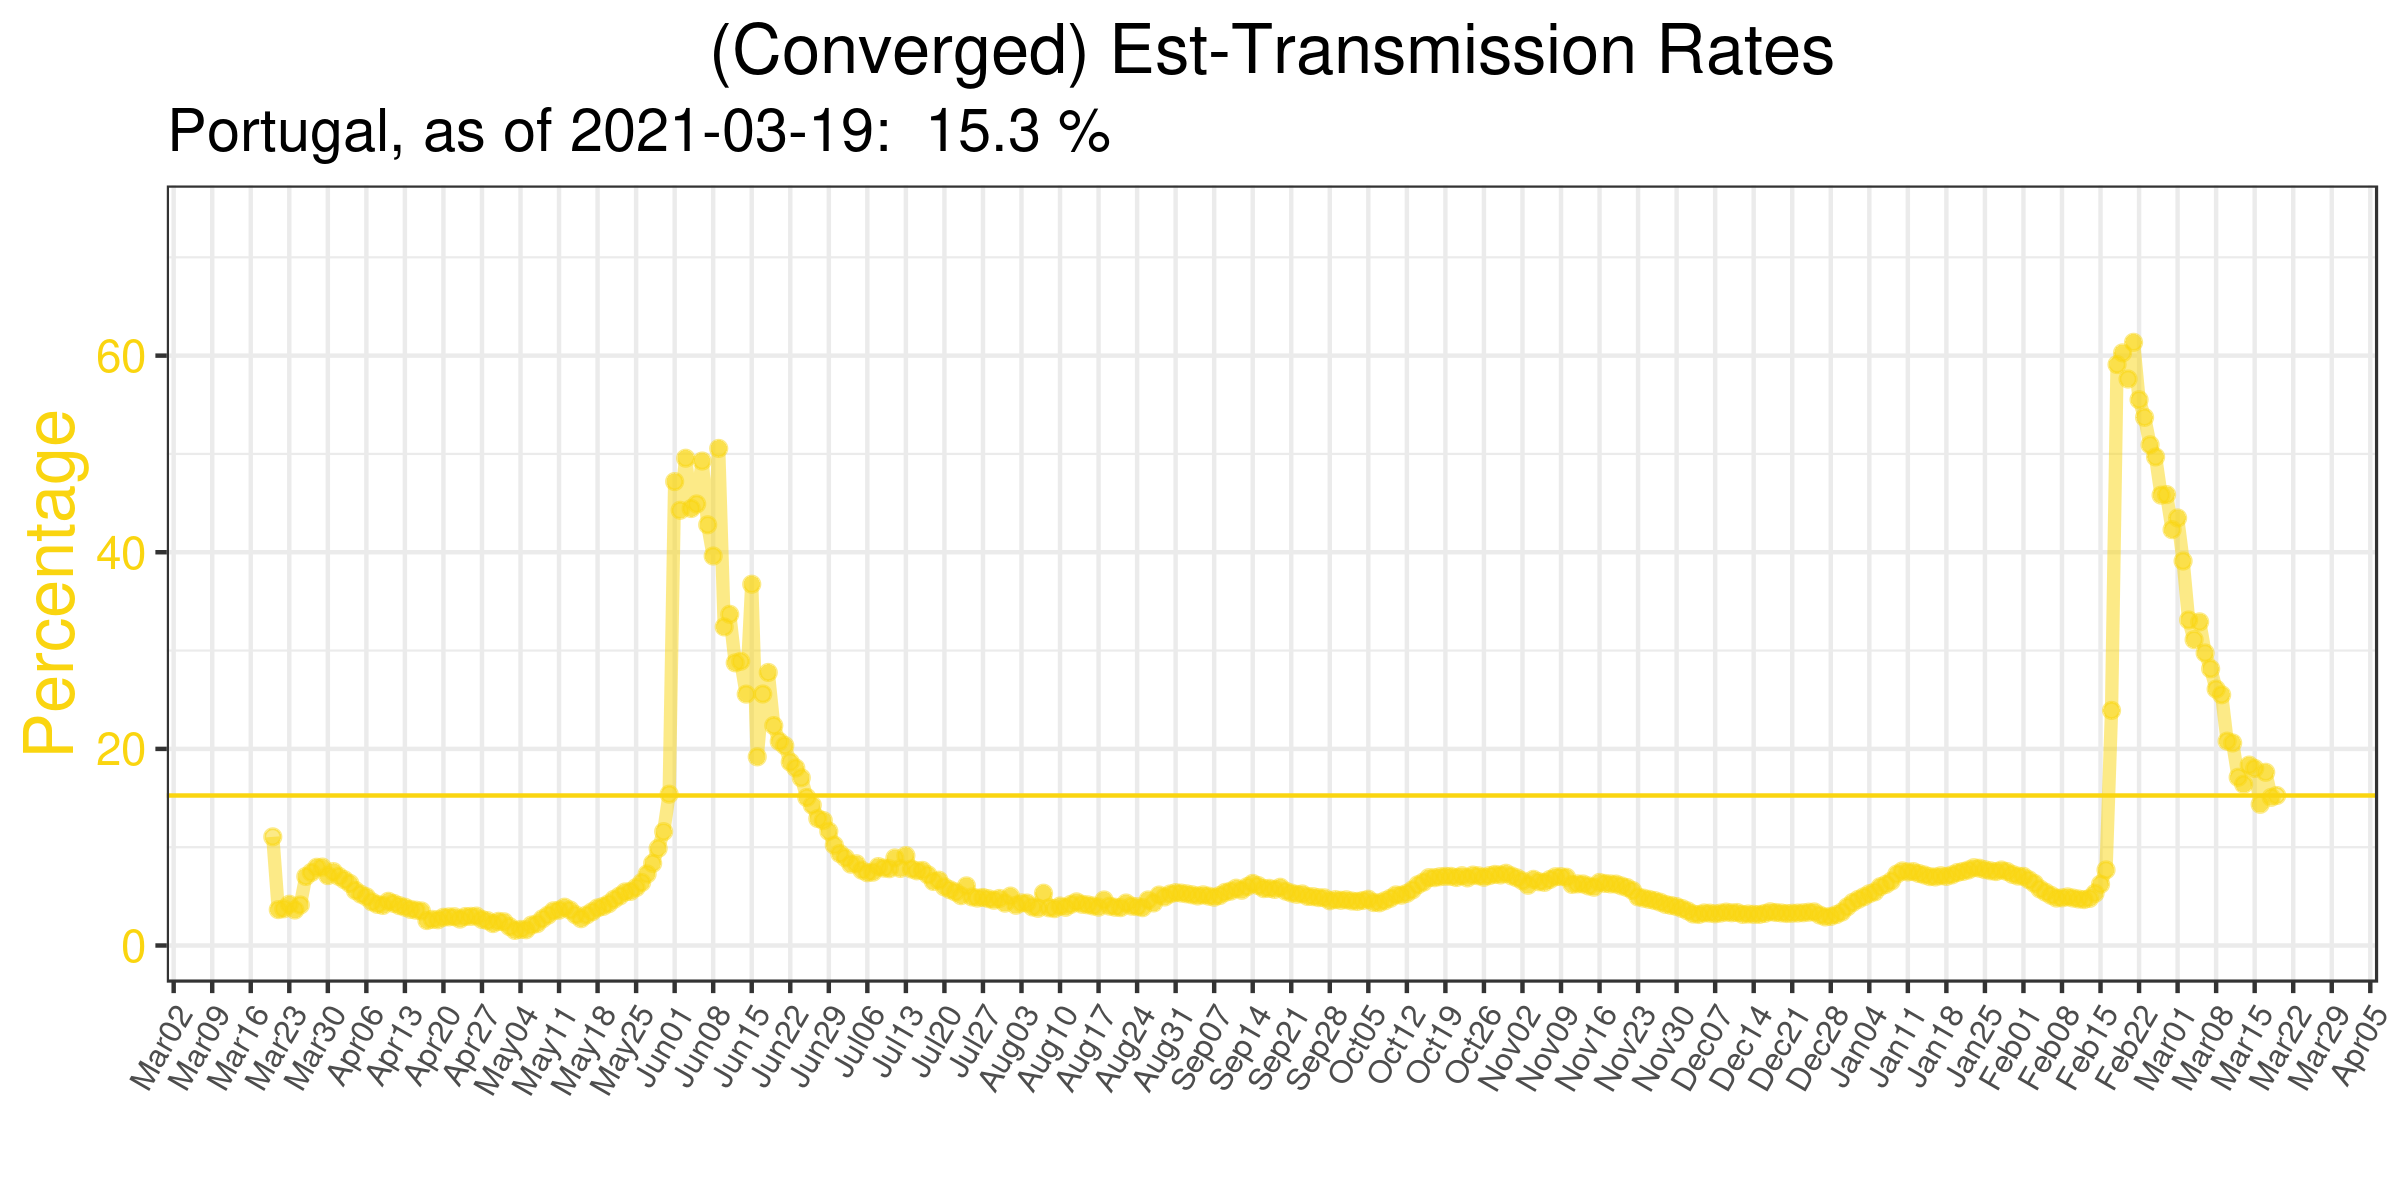 (Converged) Est-Transmission Rates
Portugal, as of 2021-03-19: 15.3 %
Percentage
60
40
20
0
Mar02
Mar09
Mar16
Mar23
Mar30
Apr06
Apr13
Apr20
Apr27
May04
May11
May18
May25
Jun01
Jun08
Jun15
Jun22
Jun29
Jul06
Jul13
Jul20
Jul27
Aug03
Aug10
Aug17
Aug24
Aug31
Sep07
Sep14
Sep21
Sep28
Oct05
Oct12
Oct19
Oct26
Nov02
Nov09
Nov16
Nov23
Nov30
Dec07
Dec14
Dec21
Dec28
Jan04
Jan11
Jan18
Jan25
Feb01
Feb08
Feb15
Feb22
Mar01
Mar08
Mar15
Mar22
Mar29
Apr05